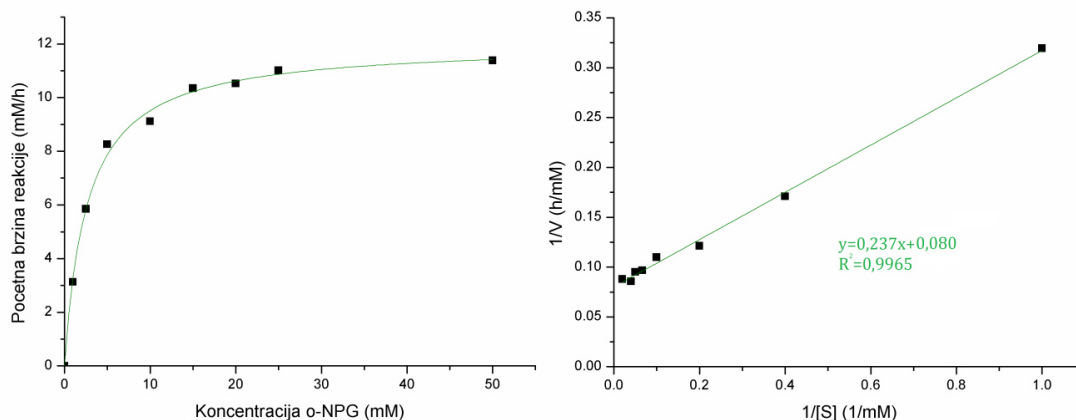 Pocetna brzina reakcije (mM/h)
12
10
8
6
4
2
0
0 10 20 30 40 50
Koncentracija o-NPG (mM)
1/V (h/mM)
0.35
0.30
0.25
0.20
0.15
0.10
0.05
0.00
0.0 0.2 0.4 0.6 0.8 1.0
1/[S] (1/mM)
y=0,237x+0,080
R²=0,9965